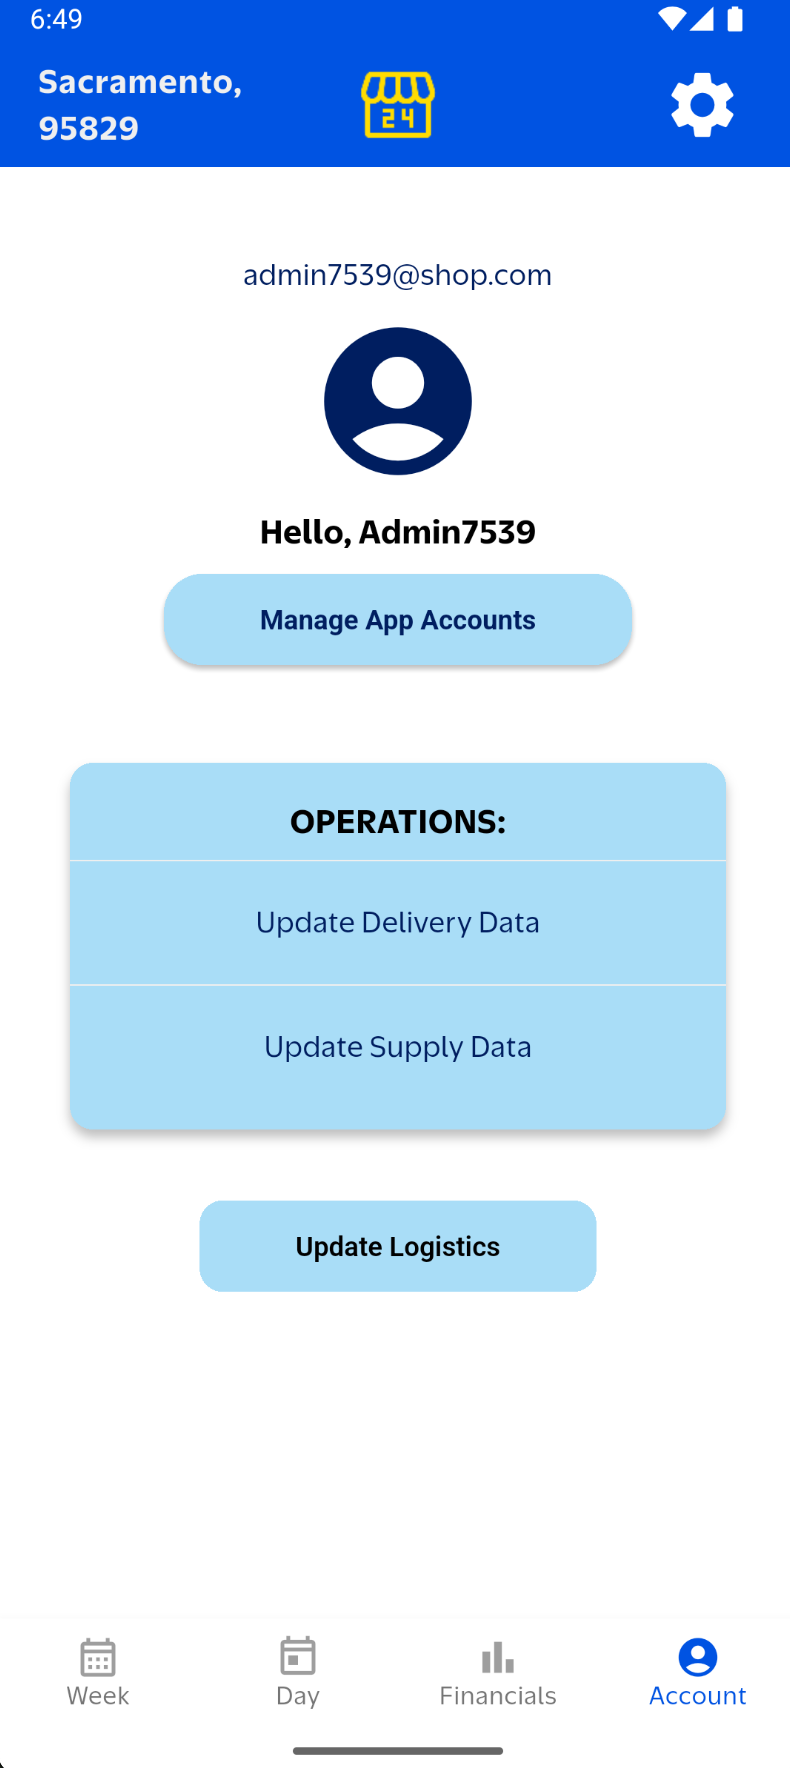 6:49
Sacramento,
95829
24
admin7539@shop.com
Hello, Admin7539
Manage App Accounts
OPERATIONS:
Update Delivery Data
Update Supply Data
Update Logistics
Week
Day
Financials
Account